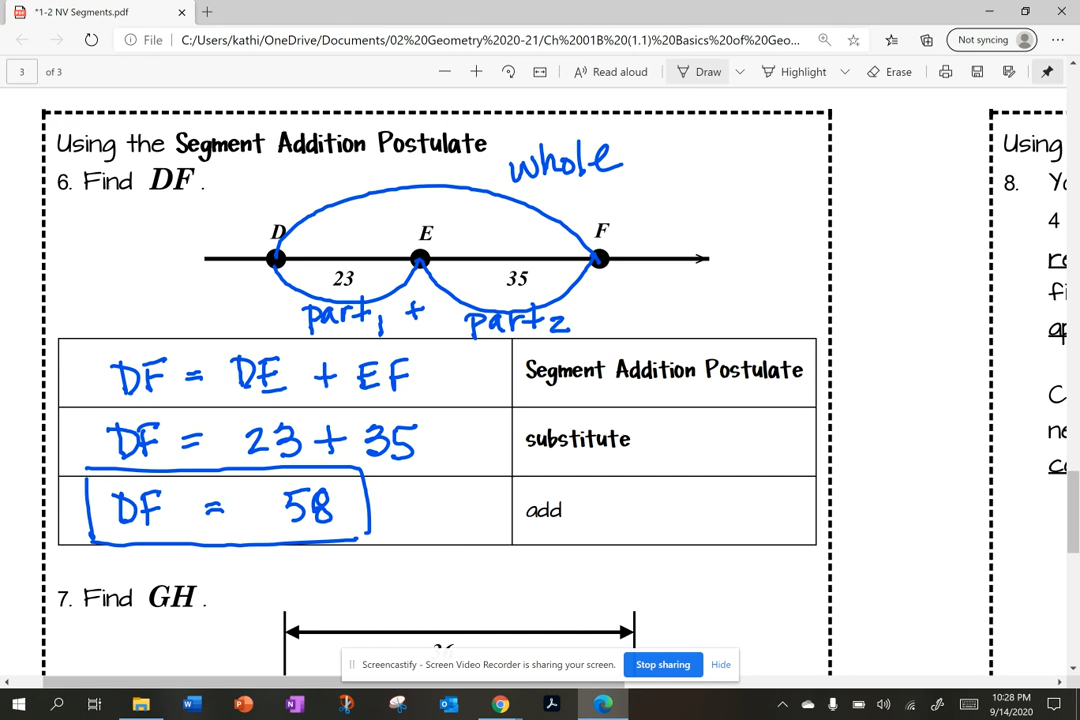 *1-2 NV Segments.pdf
File C:/Users/kathi/OneDrive/Documents/02%20Geometry%2020-21/Ch%2001B%20(1.1)%20Basics%20of%20Geo... Not syncing
3 of 3 Read aloud Draw Highlight Erase
Using the Segment Addition Postulate
6. Find DF.
whole
D E F
23 35
part1 + part2
DF = DE + EF Segment Addition Postulate
DF = 23 + 35 substitute
DF = 58 add
7. Find GH.
Using
8.
4
Screencastify - Screen Video Recorder is sharing your screen. Stop sharing Hide
10:28 PM
9/14/2020